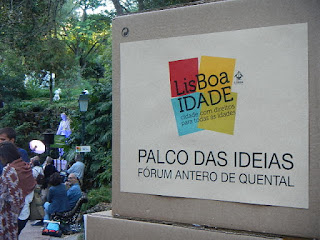 LisBoa
IDADE
cidade com direitos
para todas as idades
PALCO DAS IDEIAS
FÓRUM ANTERO DE QUENTAL